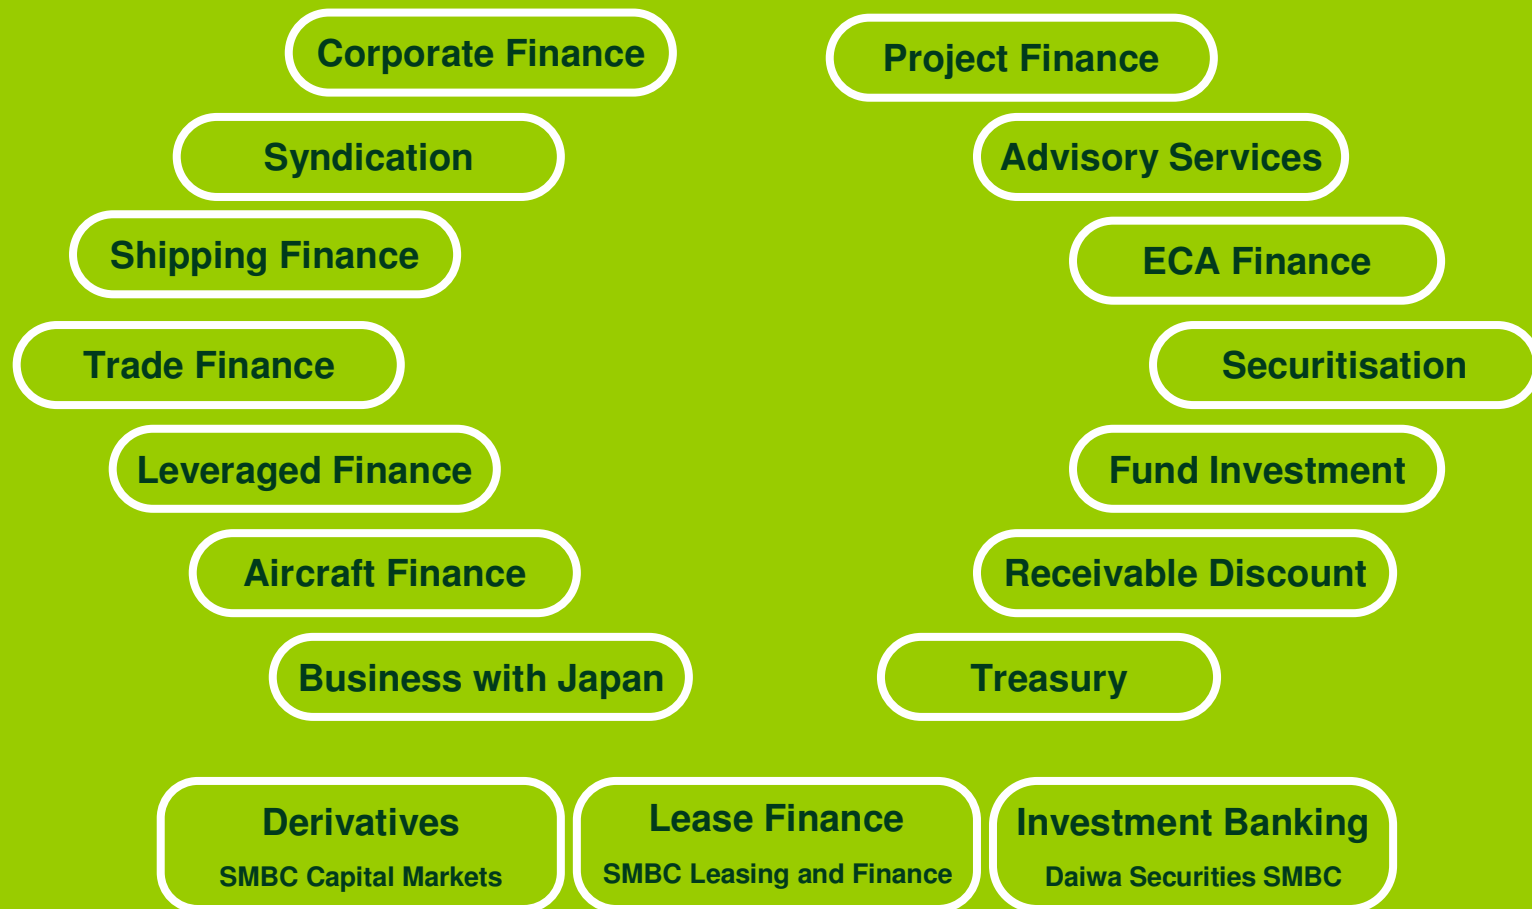 Corporate Finance
Project Finance
Syndication
Advisory Services
Shipping Finance
ECA Finance
Trade Finance
Securitisation
Leveraged Finance
Fund Investment
Aircraft Finance
Receivable Discount
Business with Japan
Treasury
Derivatives
SMBC Capital Markets
Lease Finance
SMBC Leasing and Finance
Investment Banking
Daiwa Securities SMBC